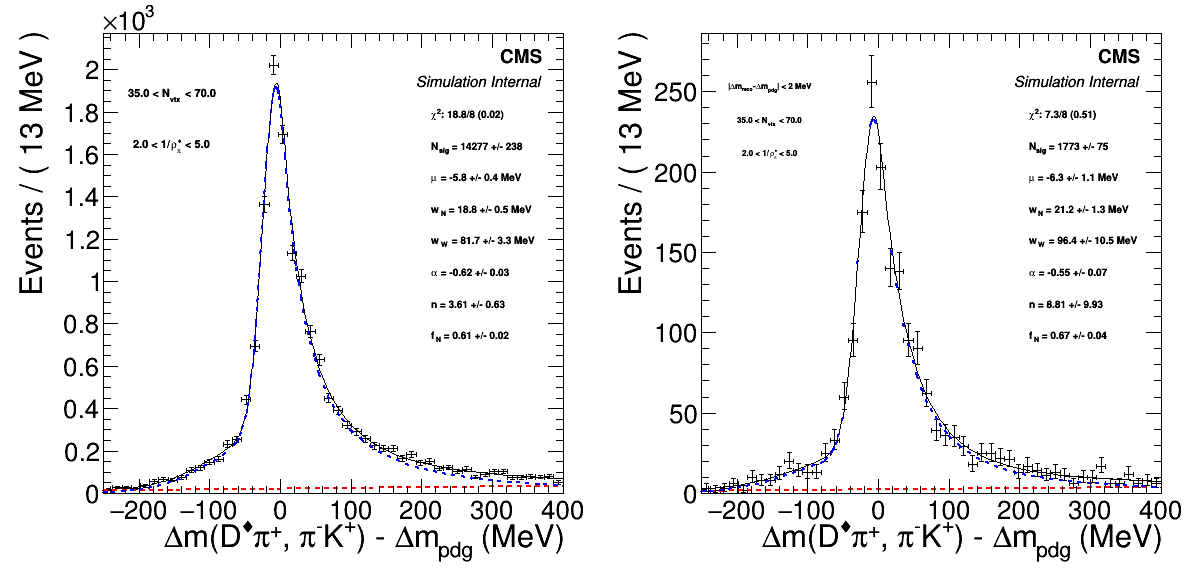 ×10³
CMS
Simulation Internal
35.0 < N_vtx < 70.0
2.0 < 1/ρ_π^♦ < 5.0
χ²: 18.8/8 (0.02)
N_sig = 14277 +/- 238
μ = -5.8 +/- 0.4 MeV
w_N = 18.8 +/- 0.5 MeV
w_W = 81.7 +/- 3.3 MeV
α = -0.62 +/- 0.03
n = 3.61 +/- 0.63
f_N = 0.61 +/- 0.02
Events / ( 13 MeV )
2
1.8
1.6
1.4
1.2
1
0.8
0.6
0.4
0.2
0
−200 −100 0 100 200 300 400
Δm(D♦π⁺, π⁻K⁺) - Δm_pdg (MeV)
CMS
Simulation Internal
|Δm_reco-Δm_pdg| < 2 MeV
35.0 < N_vtx < 70.0
2.0 < 1/ρ_π^♦ < 5.0
χ²: 7.3/8 (0.51)
N_sig = 1773 +/- 75
μ = -6.3 +/- 1.1 MeV
w_N = 21.2 +/- 1.3 MeV
w_W = 96.4 +/- 10.5 MeV
α = -0.55 +/- 0.07
n = 8.81 +/- 9.93
f_N = 0.67 +/- 0.04
Events / ( 13 MeV )
250
200
150
100
50
0
−200 −100 0 100 200 300 400
Δm(D♦π⁺, π⁻K⁺) - Δm_pdg (MeV)